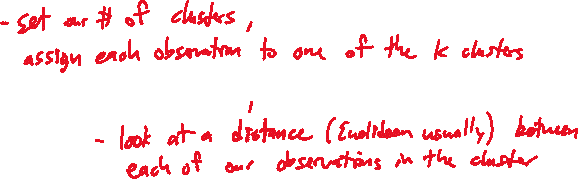 - set our # of clusters,
assign each observation to one of the k clusters
- look at a distance (Euclidean usually) between
each of our observations in the cluster